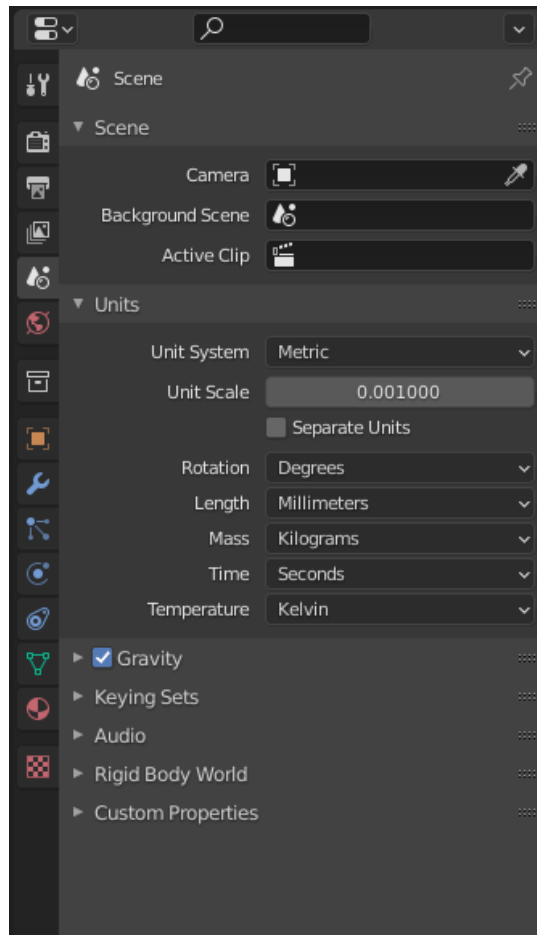 Scene
Scene
Camera
Background Scene
Active Clip
Units
Unit System Metric
Unit Scale 0.001000
Separate Units
Rotation Degrees
Length Millimeters
Mass Kilograms
Time Seconds
Temperature Kelvin
Gravity
Keying Sets
Audio
Rigid Body World
Custom Properties